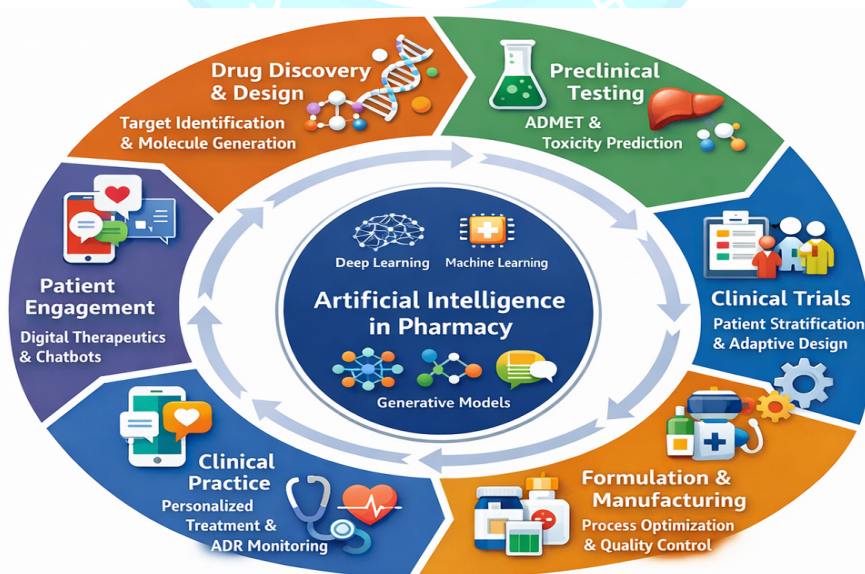 Drug Discovery
& Design
Target Identification
& Molecule Generation
Preclinical
Testing
ADMET &
Toxicity Prediction
Clinical Trials
Patient Stratification
& Adaptive Design
Formulation &
Manufacturing
Process Optimization
& Quality Control
Clinical
Practice
Personalized
Treatment &
ADR Monitoring
Patient
Engagement
Digital Therapeutics
& Chatbots
Deep Learning
Machine Learning
Artificial Intelligence
in Pharmacy
Generative Models